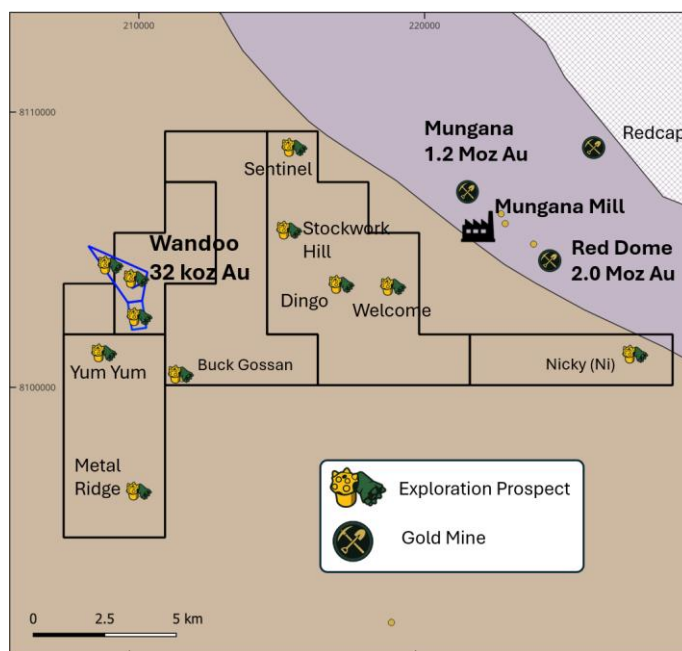 210000
220000
8110000
Mungana
1.2 Moz Au
Redcap
Sentinel
Mungana Mill
Stockwork
Hill
Wandoo
32 koz Au
Red Dome
2.0 Moz Au
Dingo
Welcome
Yum Yum
Buck Gossan
Nicky (Ni)
8100000
Metal
Ridge
Exploration Prospect
Gold Mine
0 2.5 5 km